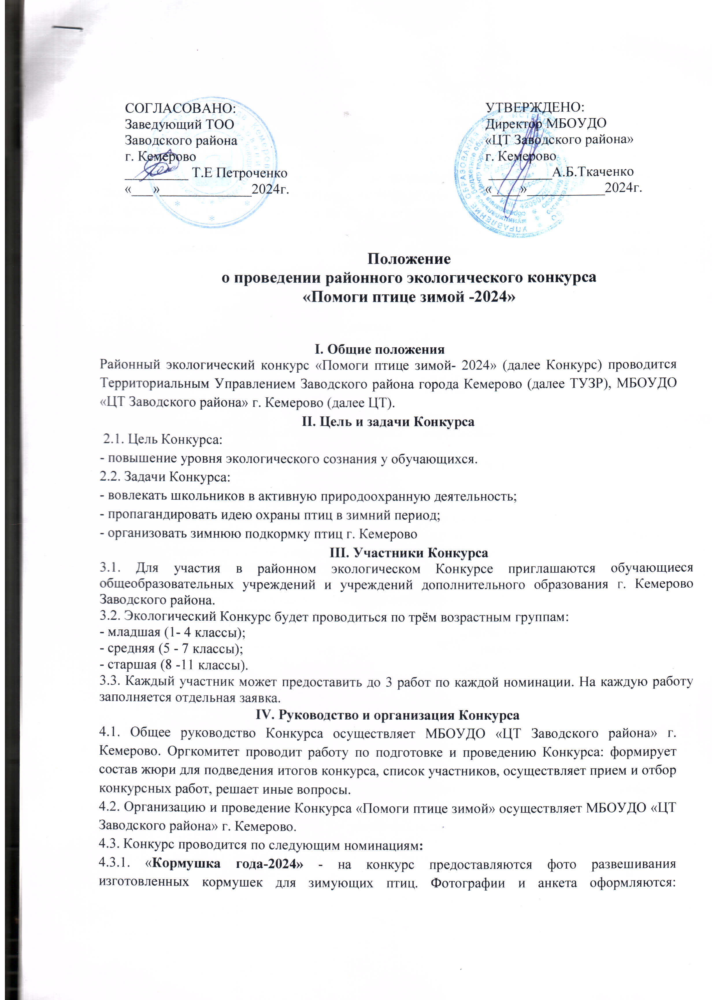 СОГЛАСОВАНО:
Заведующий ТОО
Заводского района
г. Кемерово
_________ Т.Е Петроченко
«___»_____________2024г.
УТВЕРЖДЕНО:
Директор МБОУДО
«ЦТ Заводского района»
г. Кемерово
_________А.Б.Ткаченко
«____»___________2024г.
Положение
о проведении районного экологического конкурса
«Помоги птице зимой -2024»
I. Общие положения
Районный экологический конкурс «Помоги птице зимой- 2024» (далее Конкурс) проводится
Территориальным Управлением Заводского района города Кемерово (далее ТУЗР), МБОУДО
«ЦТ Заводского района» г. Кемерово (далее ЦТ).
II. Цель и задачи Конкурса
2.1. Цель Конкурса:
- повышение уровня экологического сознания у обучающихся.
2.2. Задачи Конкурса:
- вовлекать школьников в активную природоохранную деятельность;
- пропагандировать идею охраны птиц в зимний период;
- организовать зимнюю подкормку птиц г. Кемерово
III. Участники Конкурса
3.1. Для участия в районном экологическом Конкурсе приглашаются обучающиеся
общеобразовательных учреждений и учреждений дополнительного образования г. Кемерово
Заводского района.
3.2. Экологический Конкурс будет проводиться по трём возрастным группам:
- младшая (1- 4 классы);
- средняя (5 - 7 классы);
- старшая (8 -11 классы).
3.3. Каждый участник может предоставить до 3 работ по каждой номинации. На каждую работу
заполняется отдельная заявка.
IV. Руководство и организация Конкурса
4.1. Общее руководство Конкурса осуществляет МБОУДО «ЦТ Заводского района» г.
Кемерово. Оргкомитет проводит работу по подготовке и проведению Конкурса: формирует
состав жюри для подведения итогов конкурса, список участников, осуществляет прием и отбор
конкурсных работ, решает иные вопросы.
4.2. Организацию и проведение Конкурса «Помоги птице зимой» осуществляет МБОУДО «ЦТ
Заводского района» г. Кемерово.
4.3. Конкурс проводится по следующим номинациям:
4.3.1. «Кормушка года-2024» - на конкурс предоставляются фото развешивания
изготовленных кормушек для зимующих птиц. Фотографии и анкета оформляются: